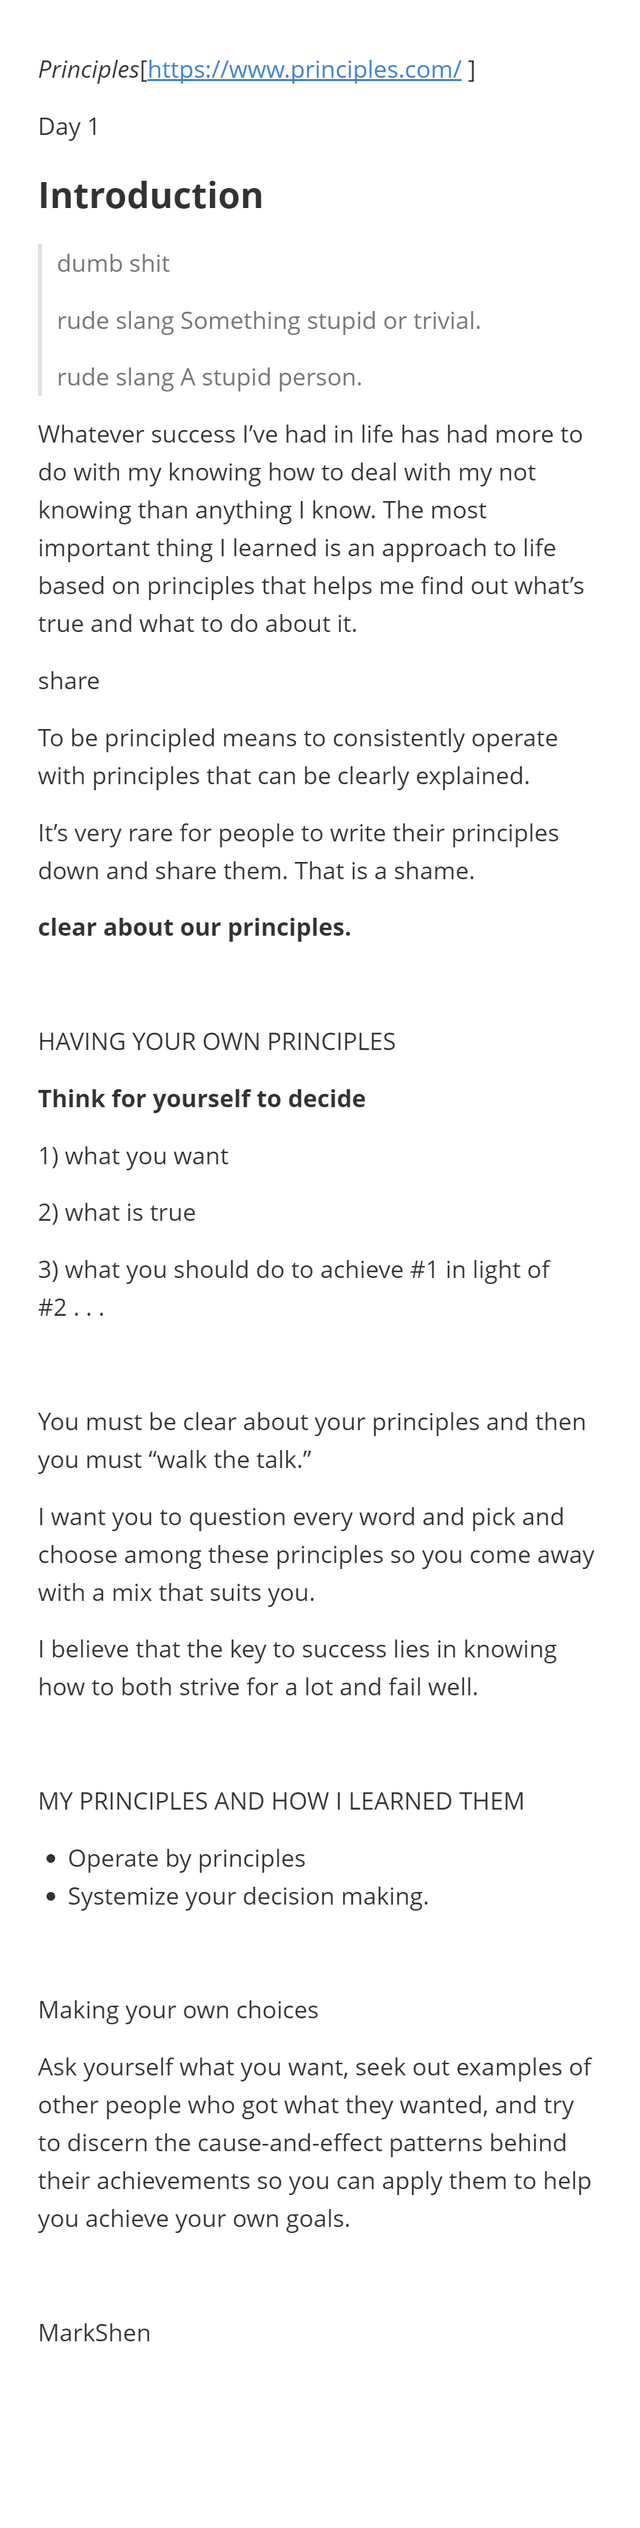 Principles[https://www.principles.com/ ]
Day 1
Introduction
dumb shit
rude slang Something stupid or trivial.
rude slang A stupid person.
Whatever success I’ve had in life has had more to
do with my knowing how to deal with my not
knowing than anything I know. The most
important thing I learned is an approach to life
based on principles that helps me find out what’s
true and what to do about it.
share
To be principled means to consistently operate
with principles that can be clearly explained.
It’s very rare for people to write their principles
down and share them. That is a shame.
clear about our principles.
HAVING YOUR OWN PRINCIPLES
Think for yourself to decide
1) what you want
2) what is true
3) what you should do to achieve #1 in light of
#2 . . .
You must be clear about your principles and then
you must “walk the talk.”
I want you to question every word and pick and
choose among these principles so you come away
with a mix that suits you.
I believe that the key to success lies in knowing
how to both strive for a lot and fail well.
MY PRINCIPLES AND HOW I LEARNED THEM
• Operate by principles
• Systemize your decision making.
Making your own choices
Ask yourself what you want, seek out examples of
other people who got what they wanted, and try
to discern the cause-and-effect patterns behind
their achievements so you can apply them to help
you achieve your own goals.
MarkShen